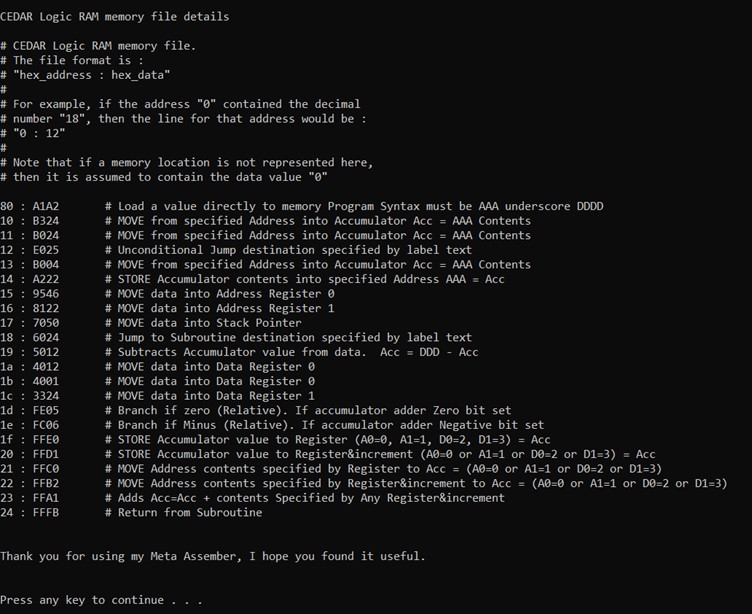 CEDAR Logic RAM memory file details
# CEDAR Logic RAM memory file.
# The file format is :
# "hex_address : hex_data"
#
# For example, if the address "0" contained the decimal
# number "18", then the line for that address would be :
# "0 : 12"
#
# Note that if a memory location is not represented here,
# then it is assumed to contain the data value "0"
80 : A1A2 # Load a value directly to memory Program Syntax must be AAA underscore DDDD
10 : B324 # MOVE from specified Address into Accumulator Acc = AAA Contents
11 : B024 # MOVE from specified Address into Accumulator Acc = AAA Contents
12 : E025 # Unconditional Jump destination specified by label text
13 : B004 # MOVE from specified Address into Accumulator Acc = AAA Contents
14 : A222 # STORE Accumulator contents into specified Address AAA = Acc
15 : 9546 # MOVE data into Address Register 0
16 : 8122 # MOVE data into Address Register 1
17 : 7050 # MOVE data into Stack Pointer
18 : 6024 # Jump to Subroutine destination specified by label text
19 : 5012 # Subtracts Accumulator value from data.  Acc = DDD - Acc
1a : 4012 # MOVE data into Data Register 0
1b : 4001 # MOVE data into Data Register 0
1c : 3324 # MOVE data into Data Register 1
1d : FE05 # Branch if zero (Relative). If accumulator adder Zero bit set
1e : FC06 # Branch if Minus (Relative). If accumulator adder Negative bit set
1f : FFE0 # STORE Accumulator value to Register (A0=0, A1=1, D0=2, D1=3) = Acc
20 : FFD1 # STORE Accumulator value to Register&increment (A0=0 or A1=1 or D0=2 or D1=3) = Acc
21 : FFC0 # MOVE Address contents specified by Register to Acc = (A0=0 or A1=1 or D0=2 or D1=3)
22 : FFB2 # MOVE Address contents specified by Register&increment to Acc = (A0=0 or A1=1 or D0=2 or D1=3)
23 : FFA1 # Adds Acc=Acc + contents Specified by Any Register&increment
24 : FFFB # Return from Subroutine
Thank you for using my Meta Assember, I hope you found it useful.
Press any key to continue . . .